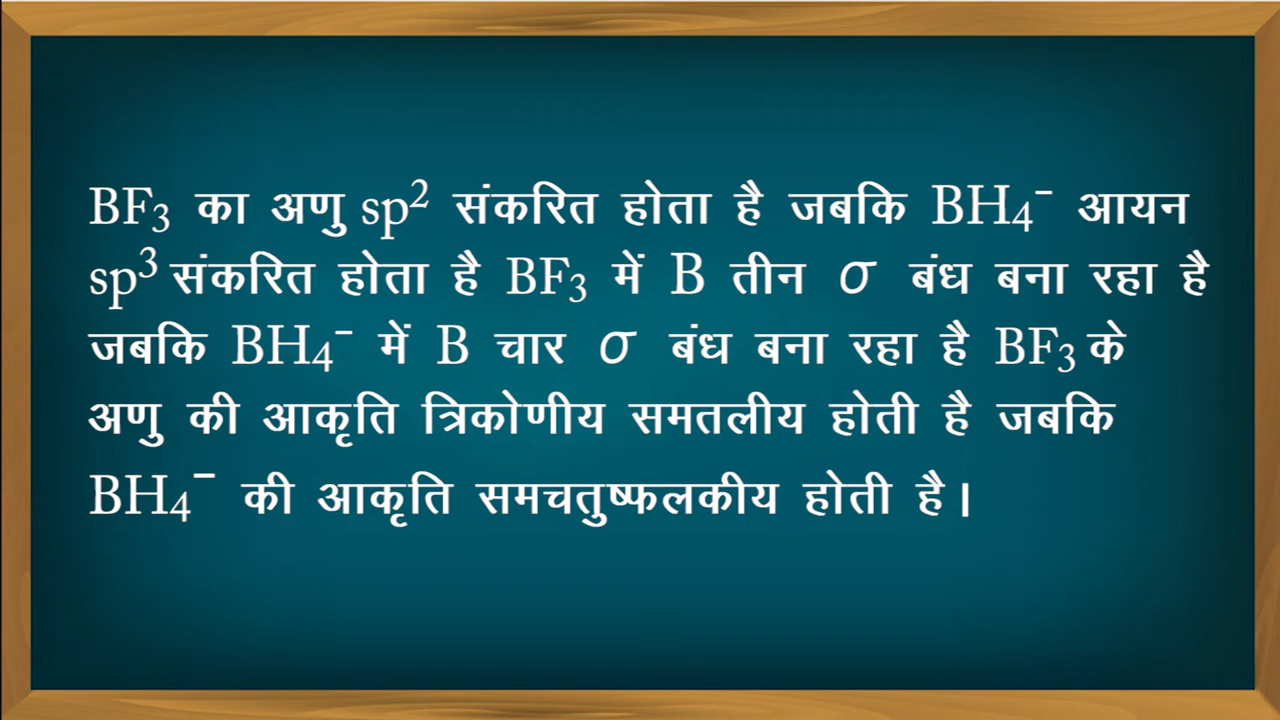 BF₃ का अणु sp² संकरित होता है जबकि BH₄⁻ आयन
sp³ संकरित होता है BF₃ में B तीन σ बंध बना रहा है
जबकि BH₄⁻ में B चार σ बंध बना रहा है BF₃ के
अणु की आकृति त्रिकोणीय समतलीय होती है जबकि
BH₄⁻ की आकृति समचतुष्फलकीय होती है।